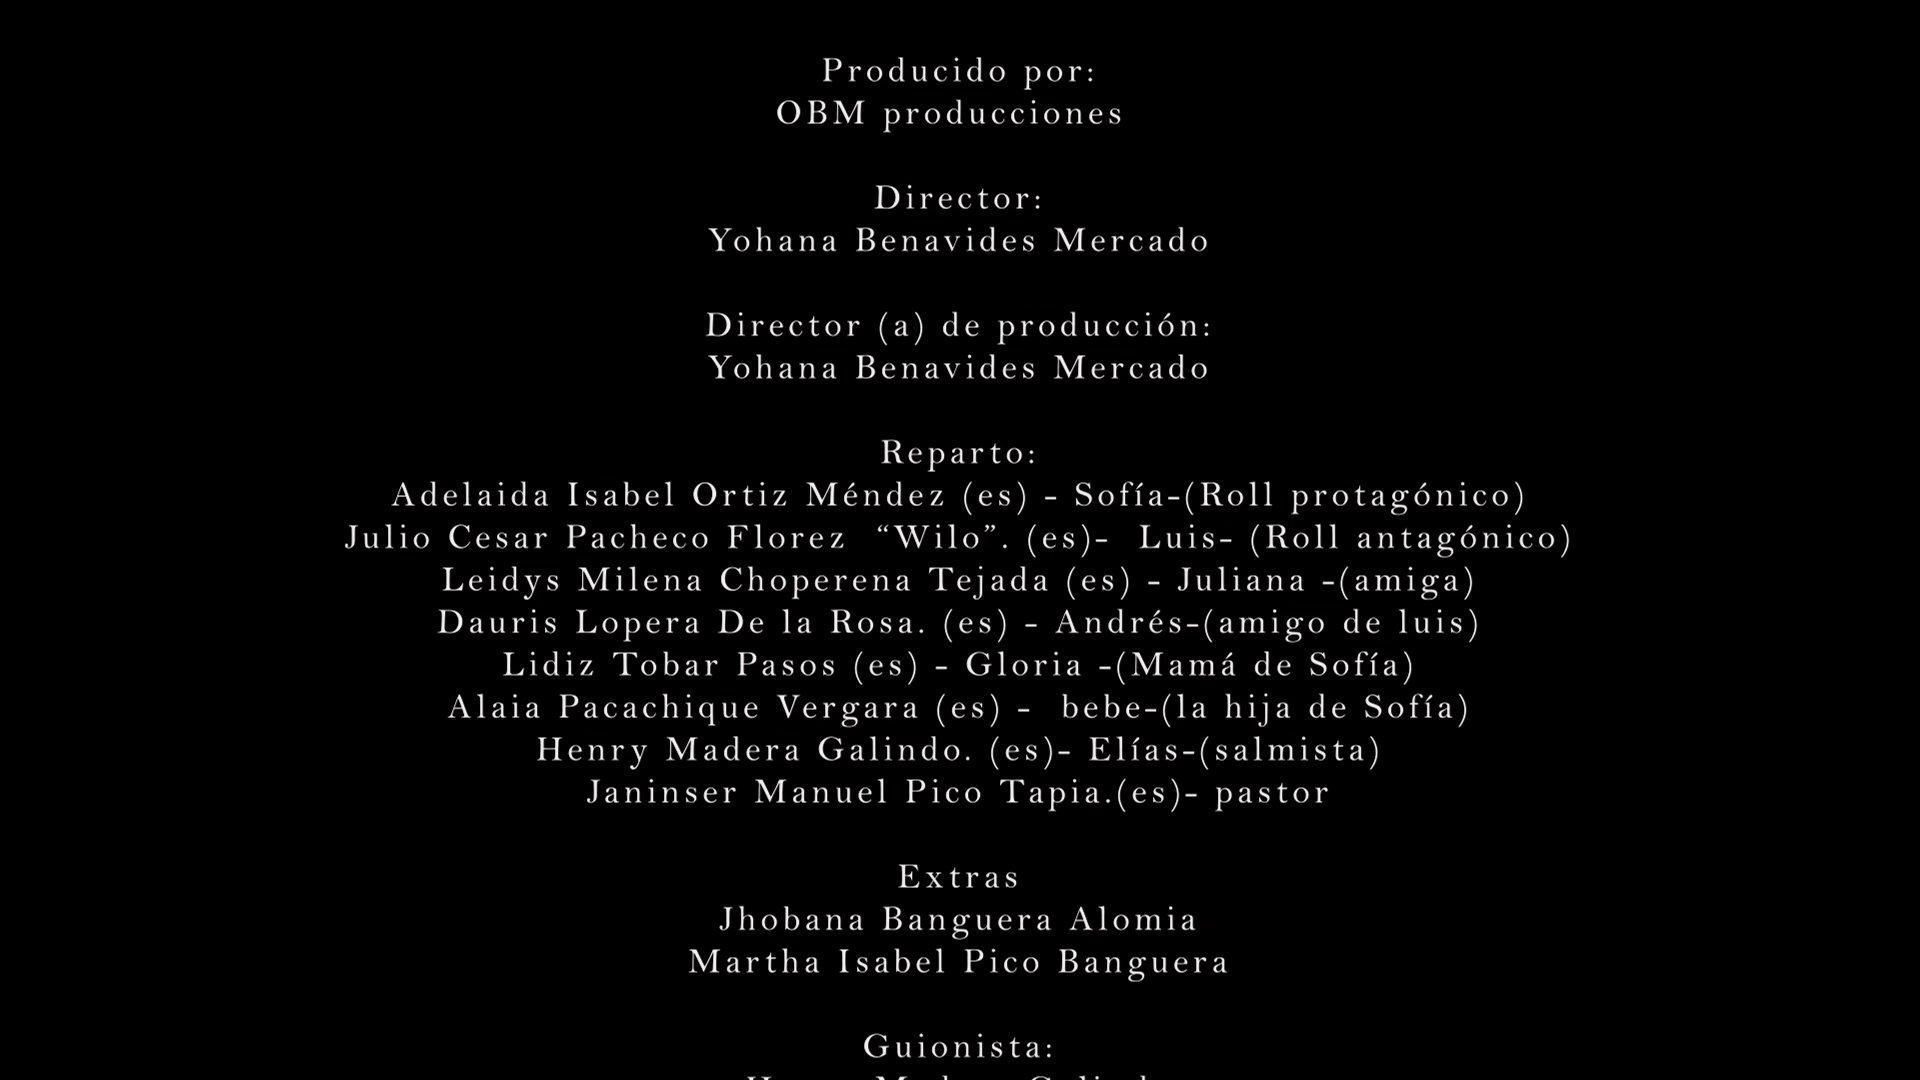 Producido por:
OBM producciones
Director:
Yohana Benavides Mercado
Director (a) de producción:
Yohana Benavides Mercado
Reparto:
Adelaida Isabel Ortiz Méndez (es) - Sofía-(Roll protagónico)
Julio Cesar Pacheco Florez “Wilo”. (es)- Luis- (Roll antagónico)
Leidys Milena Choperena Tejada (es) - Juliana -(amiga)
Dauris Lopera De la Rosa. (es) - Andrés-(amigo de luis)
Lidiz Tobar Pasos (es) - Gloria -(Mamá de Sofía)
Alaia Pacachique Vergara (es) - bebe-(la hija de Sofía)
Henry Madera Galindo. (es)- Elías-(salmista)
Janinser Manuel Pico Tapia.(es)- pastor
Extras
Jhobana Banguera Alomia
Martha Isabel Pico Banguera
Guionista: